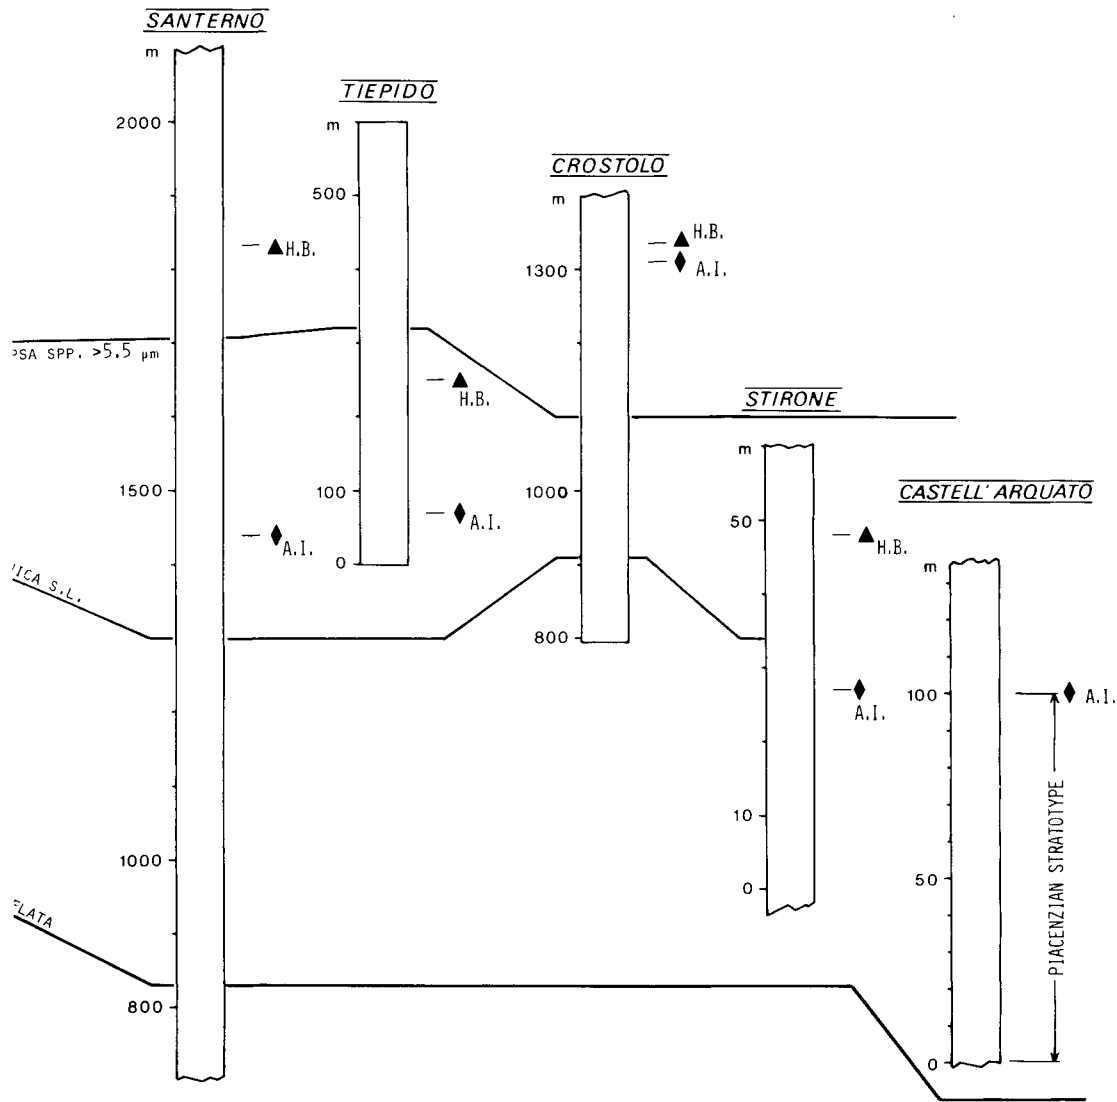 SANTERNO
m
2000
1500
1000
800
H.B.
A.I.
SPP. >5.5 µm
S.L.
TIEPIDO
m
500
100
0
H.B.
A.I.
CROSTOLO
m
1300
1000
800
H.B.
A.I.
STIRONE
m
50
10
0
H.B.
A.I.
CASTELL' ARQUATO
m
100
50
0
A.I.
PIACENZIAN STRATOTYPE